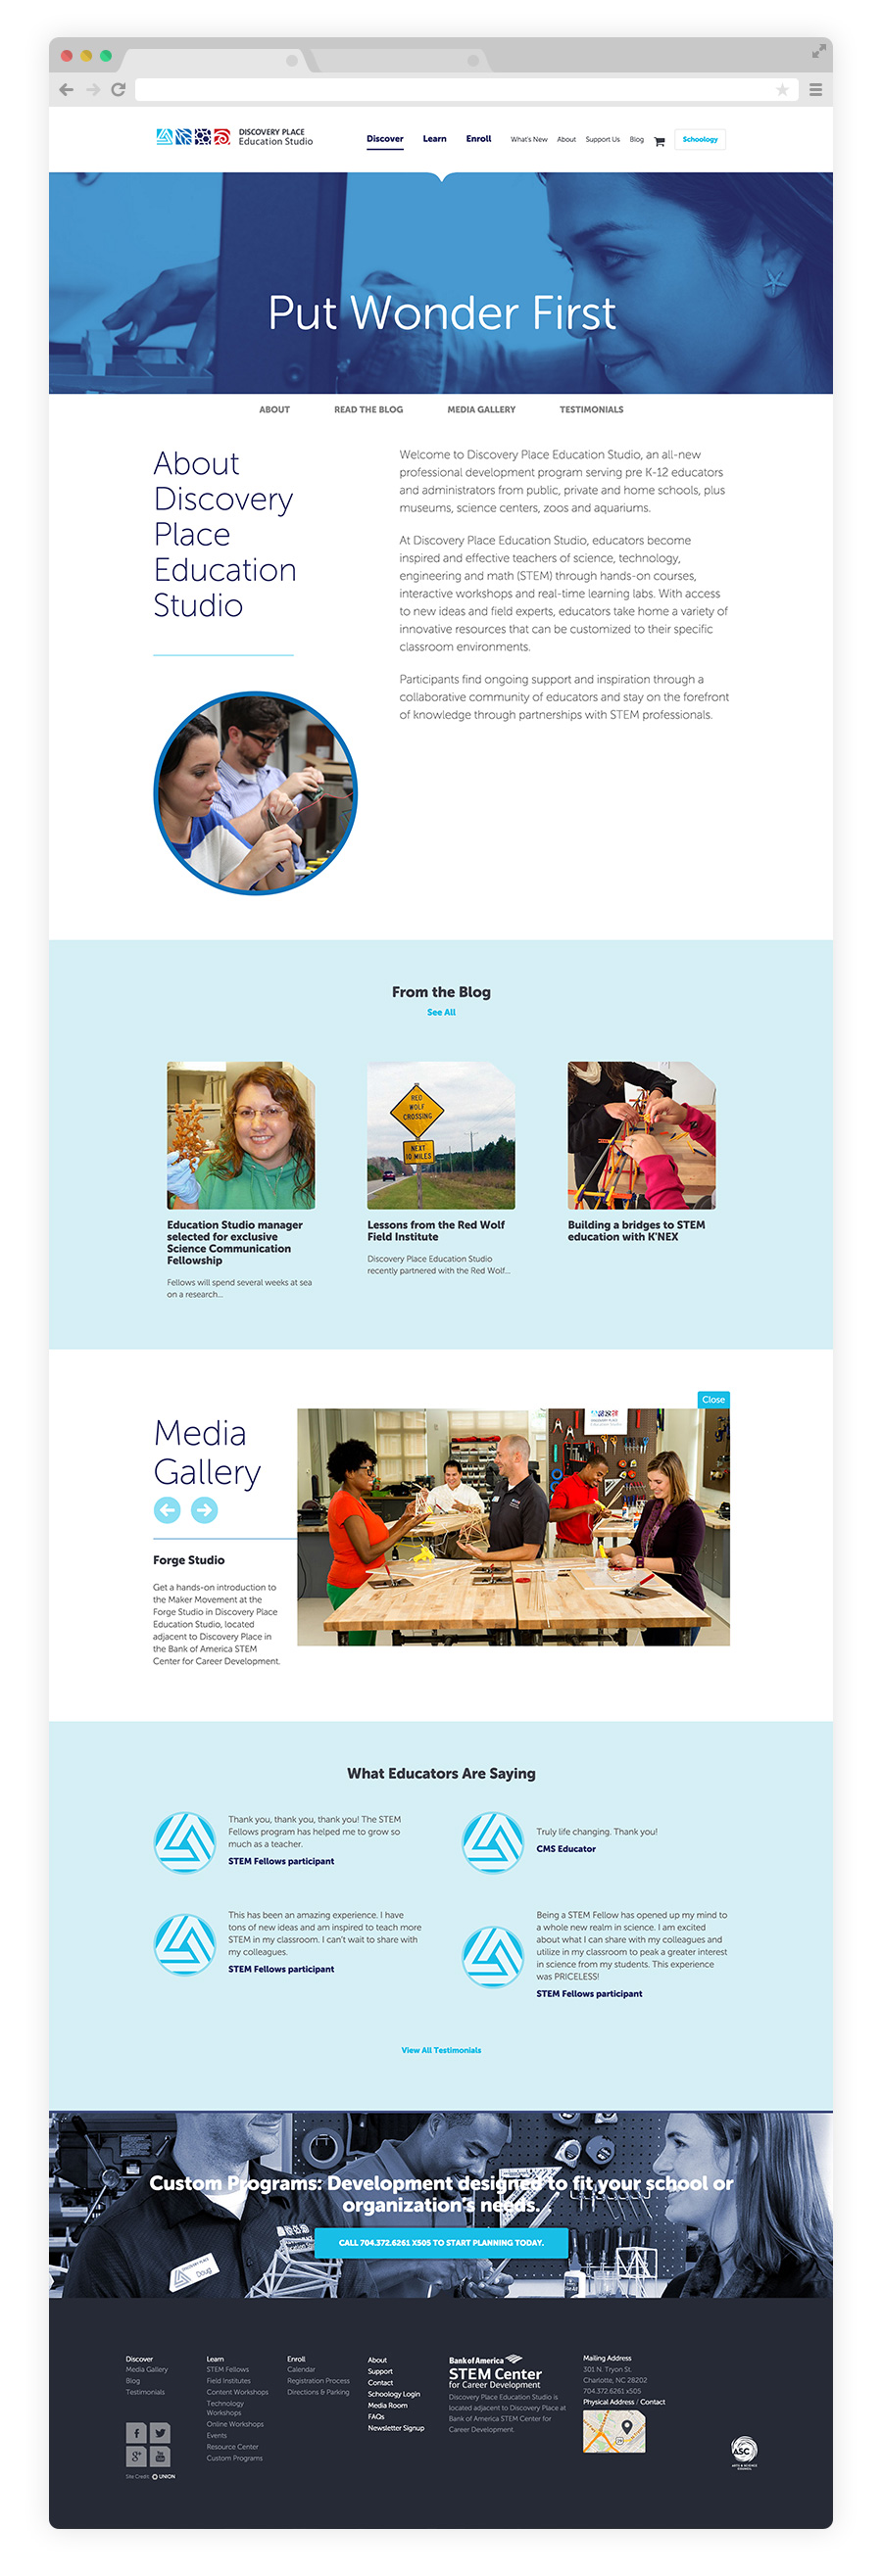 DISCOVERY PLACE
Education Studio
Discover
Learn
Enroll
What's New
About
Support Us
Blog
Schoology
Put Wonder First
ABOUT
READ THE BLOG
MEDIA GALLERY
TESTIMONIALS
About
Discovery
Place
Education
Studio
Welcome to Discovery Place Education Studio, an all-new
professional development program serving pre K-12 educators
and administrators from public, private and home schools, plus
museums, science centers, zoos and aquariums.
At Discovery Place Education Studio, educators become
inspired and effective teachers of science, technology,
engineering and math (STEM) through hands-on courses,
interactive workshops and real-time learning labs. With access
to new ideas and field experts, educators take home a variety of
innovative resources that can be customized to their specific
classroom environments.
Participants find ongoing support and inspiration through a
collaborative community of educators and stay on the forefront
of knowledge through partnerships with STEM professionals.
From the Blog
See All
RED
WOLF
CROSSING
NEXT
10 MILES
Education Studio manager
selected for exclusive
Science Communication
Fellowship
Fellows will spend several weeks at sea
on a research...
Lessons from the Red Wolf
Field Institute
Discovery Place Education Studio
recently partnered with the Red Wolf...
Building a bridges to STEM
education with K'NEX
Close
Media
Gallery
DISCOVERY PLACE
Education Studio
Forge Studio
Get a hands-on introduction to
the Maker Movement at the
Forge Studio in Discovery Place
Education Studio, located
adjacent to Discovery Place in
the Bank of America STEM
Center for Career Development.
What Educators Are Saying
Thank you, thank you, thank you! The STEM
Fellows program has helped me to grow so
much as a teacher.
STEM Fellows participant
Truly life changing. Thank you!
CMS Educator
This has been an amazing experience. I have
tons of new ideas and am inspired to teach more
STEM in my classroom. I can't wait to share with
my colleagues.
STEM Fellows participant
Being a STEM Fellow has opened up my mind to
a whole new realm in science. I am excited
about what I can share with my colleagues and
utilize in my classroom to peak a greater interest
in science from my students. This experience
was PRICELESS!
STEM Fellows participant
View All Testimonials
Custom Programs: Development designed to fit your school or
organization's needs...
CALL 704.372.6261 X505 TO START PLANNING TODAY.
DISCOVERY PLACE
Doug
Discover
Media Gallery
Blog
Testimonials
Site Credit: UNION
Learn
STEM Fellows
Field Institutes
Content Workshops
Technology
Workshops
Online Workshops
Events
Resource Center
Custom Programs
Enroll
Calendar
Registration Process
Directions & Parking
About
Support
Contact
Schoology Login
Media Room
FAQs
Newsletter Signup
Bank of America
STEM Center
for Career Development
Discovery Place Education Studio is
located adjacent to Discovery Place at
Bank of America STEM Center for
Career Development.
Mailing Address
301 N. Tryon St.
Charlotte, NC 28202
704.372.6261 x505
Physical Address / Contact
ASC
ARTS & SCIENCE
COUNCIL